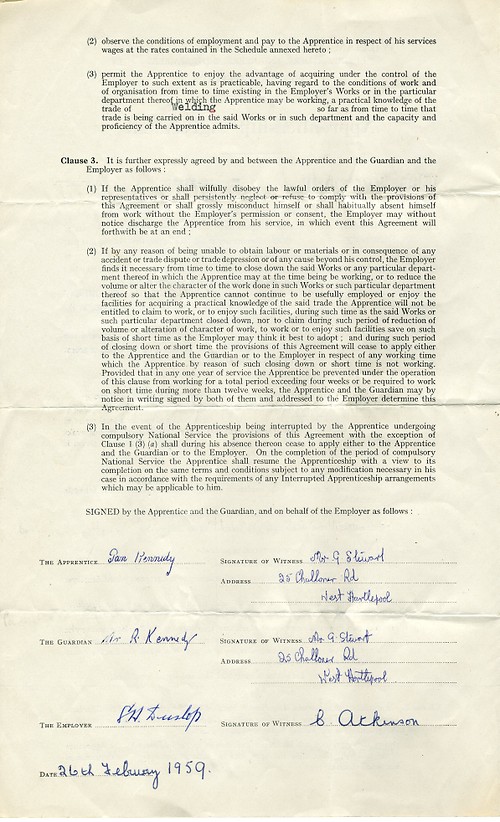 (2) observe the conditions of employment and pay to the Apprentice in respect of his services
wages at the rates contained in the Schedule annexed hereto ;
(3) permit the Apprentice to enjoy the advantage of acquiring under the control of the
Employer to such extent as is practicable, having regard to the conditions of work and
of organisation from time to time existing in the Employer's Works or in the particular
department thereof in which the Apprentice may be working, a practical knowledge of the
trade of Welding so far as from time to time that
trade is being carried on in the said Works or in such department and the capacity and
proficiency of the Apprentice admits.
Clause 3. It is further expressly agreed by and between the Apprentice and the Guardian and the
Employer as follows :
(1) If the Apprentice shall wilfully disobey the lawful orders of the Employer or his
representatives or shall persistently neglect or refuse to comply with the provisions of
this Agreement or shall grossly misconduct himself or shall habitually absent himself
from work without the Employer's permission or consent, the Employer may without
notice discharge the Apprentice from his service, in which event this Agreement will
forthwith be at an end ;
(2) If by any reason of being unable to obtain labour or materials or in consequence of any
accident or trade dispute or trade depression or of any cause beyond his control, the Employer
finds it necessary from time to time to close down the said Works or any particular depart-
ment thereof in which the Apprentice may at the time be working, or to reduce the
volume or alter the character of the work done in such Works or such particular department
thereof so that the Apprentice cannot continue to be usefully employed or enjoy the
facilities for acquiring a practical knowledge of the said trade the Apprentice will not be
entitled to claim to work, or to enjoy such facilities, during such time as the said Works or
such particular department closed down, nor to claim during such period of reduction of
volume or alteration of character of work, to work or to enjoy such facilities save on such
basis of short time as the Employer may think it best to adopt ; and during such period
of closing down or short time the provisions of this Agreement will cease to apply either
to the Apprentice and the Guardian or to the Employer in respect of any working time
which the Apprentice by reason of such closing down or short time is not working.
Provided that in any one year of service the Apprentice be prevented under the operation
of this clause from working for a total period exceeding four weeks or be required to work
on short time during more than twelve weeks, the Apprentice and the Guardian may by
notice in writing signed by both of them and addressed to the Employer determine this
Agreement.
(3) In the event of the Apprenticeship being interrupted by the Apprentice undergoing
compulsory National Service the provisions of this Agreement with the exception of
Clause 1 (3) (a) shall during his absence thereon cease to apply either to the Apprentice
and the Guardian or to the Employer. On the completion of the period of compulsory
National Service the Apprentice shall resume the Apprenticeship with a view to its
completion on the same terms and conditions subject to any modification necessary in his
case in accordance with the requirements of any Interrupted Apprenticeship arrangements
which may be applicable to him.
SIGNED by the Apprentice and the Guardian, and on behalf of the Employer as follows :
THE APPRENTICE Ian Kennedy SIGNATURE OF WITNESS Mr G Stewart
ADDRESS 25 Challoner Rd
West Hartlepool
THE GUARDIAN Mr R. Kennedy SIGNATURE OF WITNESS Mr G. Stewart
ADDRESS 25 Challoner Rd
West Hartlepool
THE EMPLOYER Dunlop SIGNATURE OF WITNESS C. Atkinson
DATE 26th Febuary 1959.